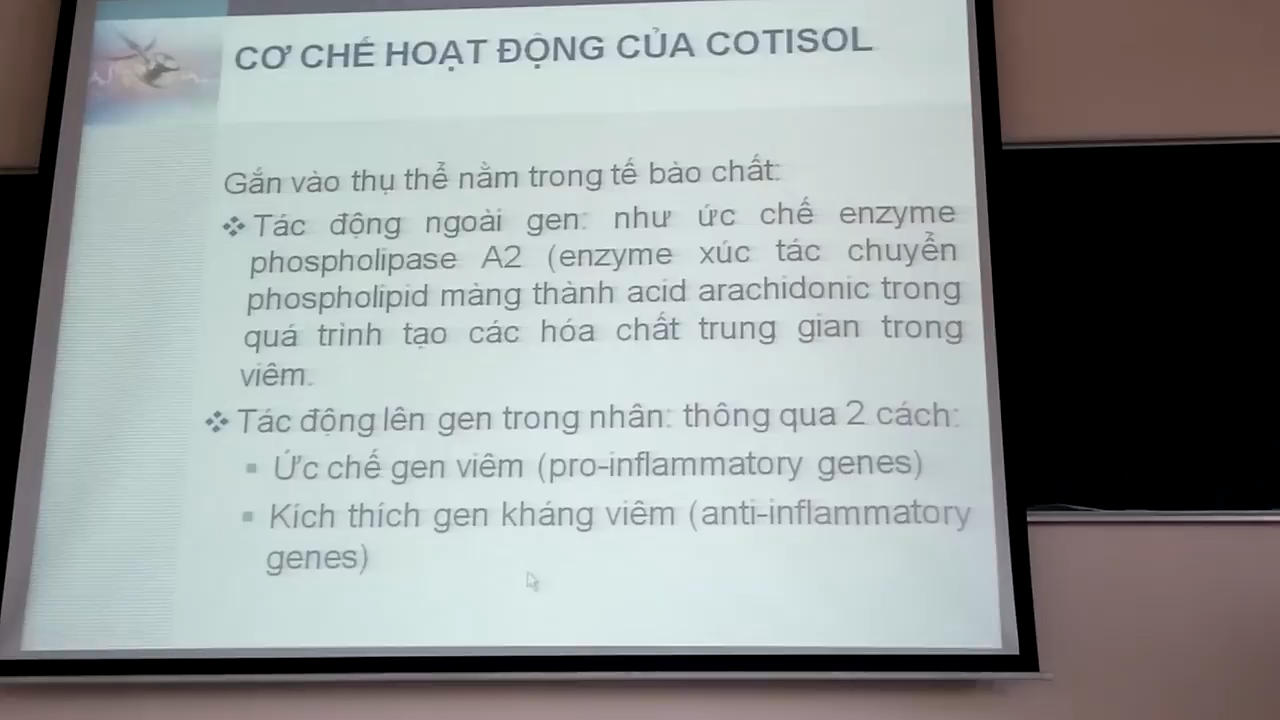 CƠ CHẾ HOẠT ĐỘNG CỦA COTISOL
Gắn vào thụ thể nằm trong tế bào chất:
❖ Tác động ngoài gen: như ức chế enzyme
phospholipase A2 (enzyme xúc tác chuyển
phospholipid màng thành acid arachidonic trong
quá trình tạo các hóa chất trung gian trong
viêm.
❖ Tác động lên gen trong nhân: thông qua 2 cách:
▪ Ức chế gen viêm (pro-inflammatory genes)
▪ Kích thích gen kháng viêm (anti-inflammatory
genes)